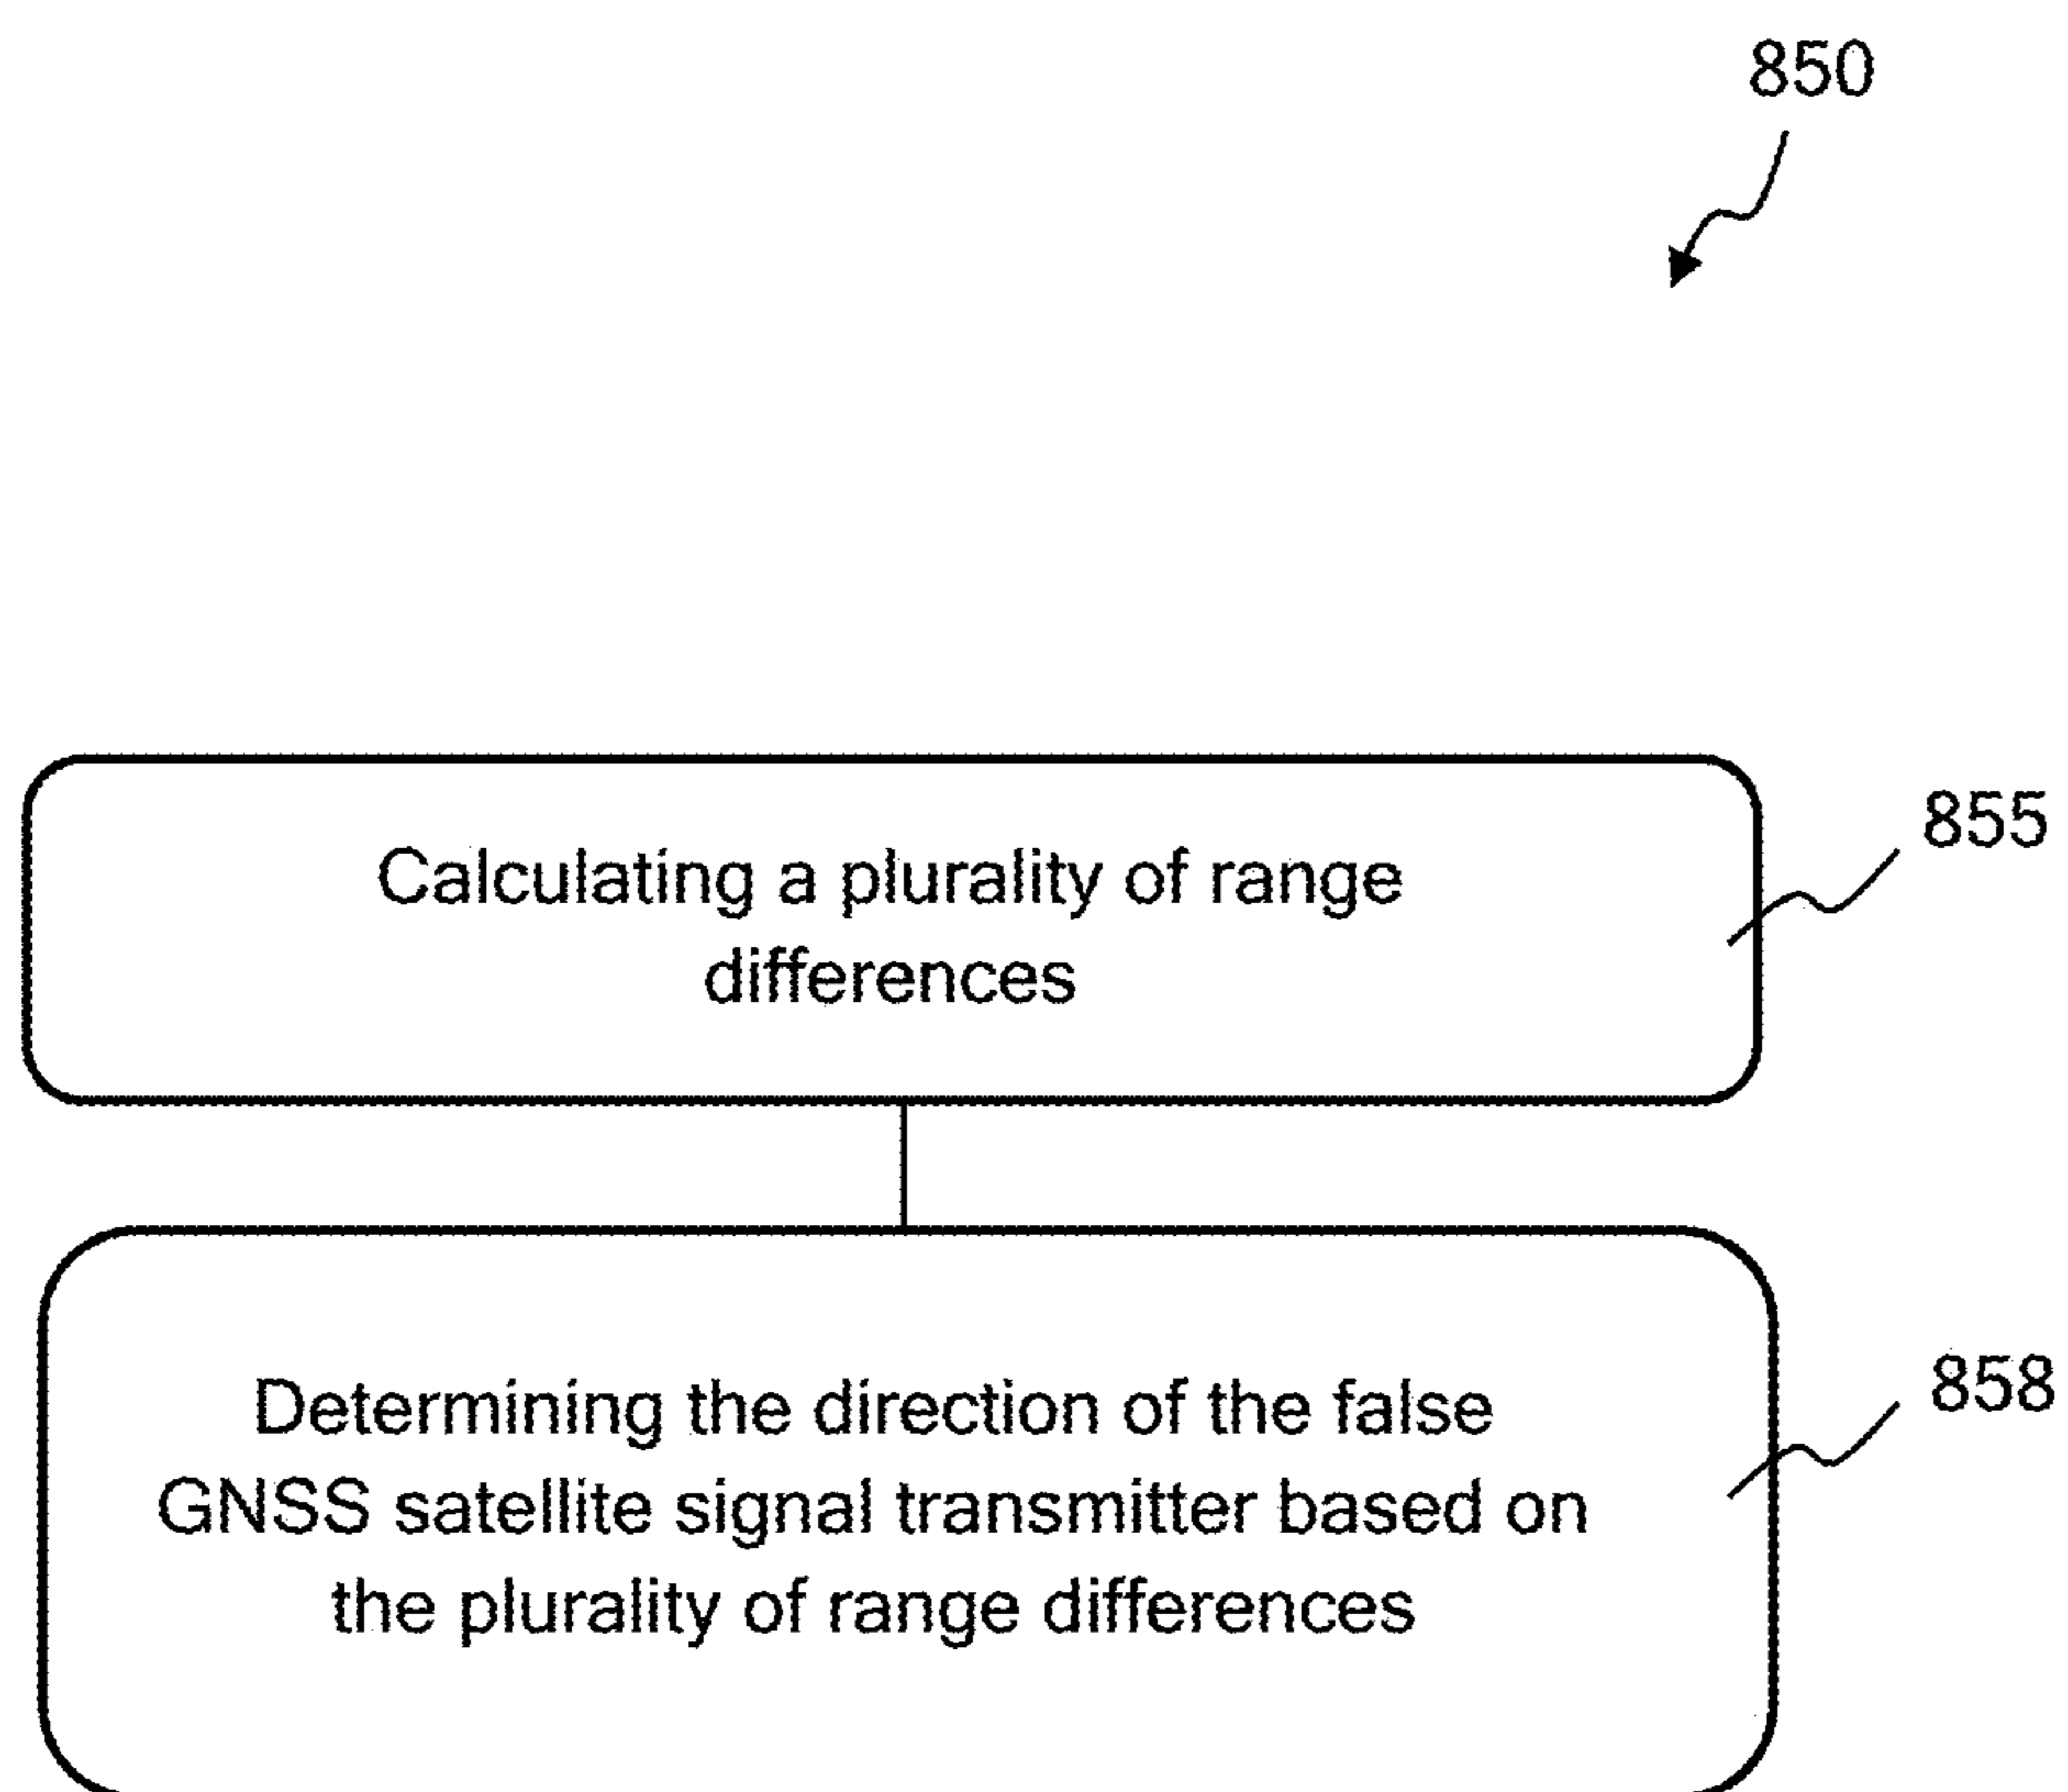 850
Calculating a plurality of range
differences
855
Determining the direction of the false
GNSS satellite signal transmitter based on
the plurality of range differences
858